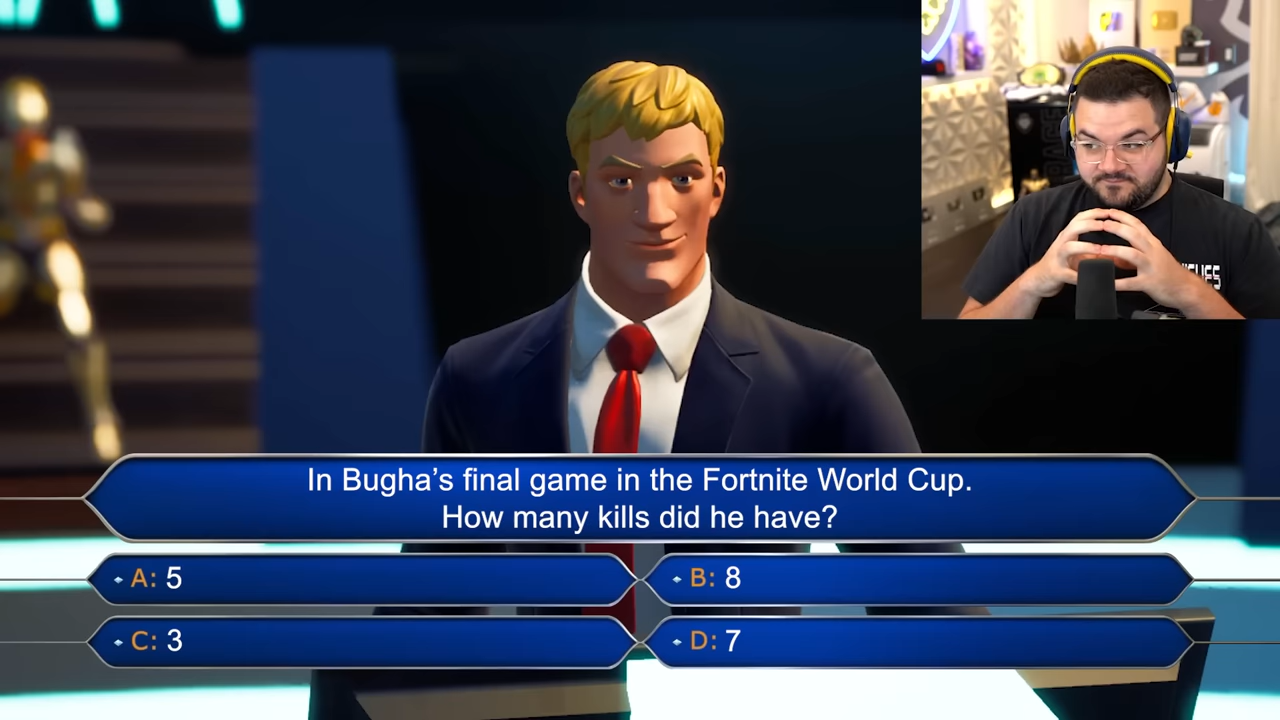 In Bugha's final game in the Fortnite World Cup.
How many kills did he have?
A: 5
B: 8
C: 3
D: 7